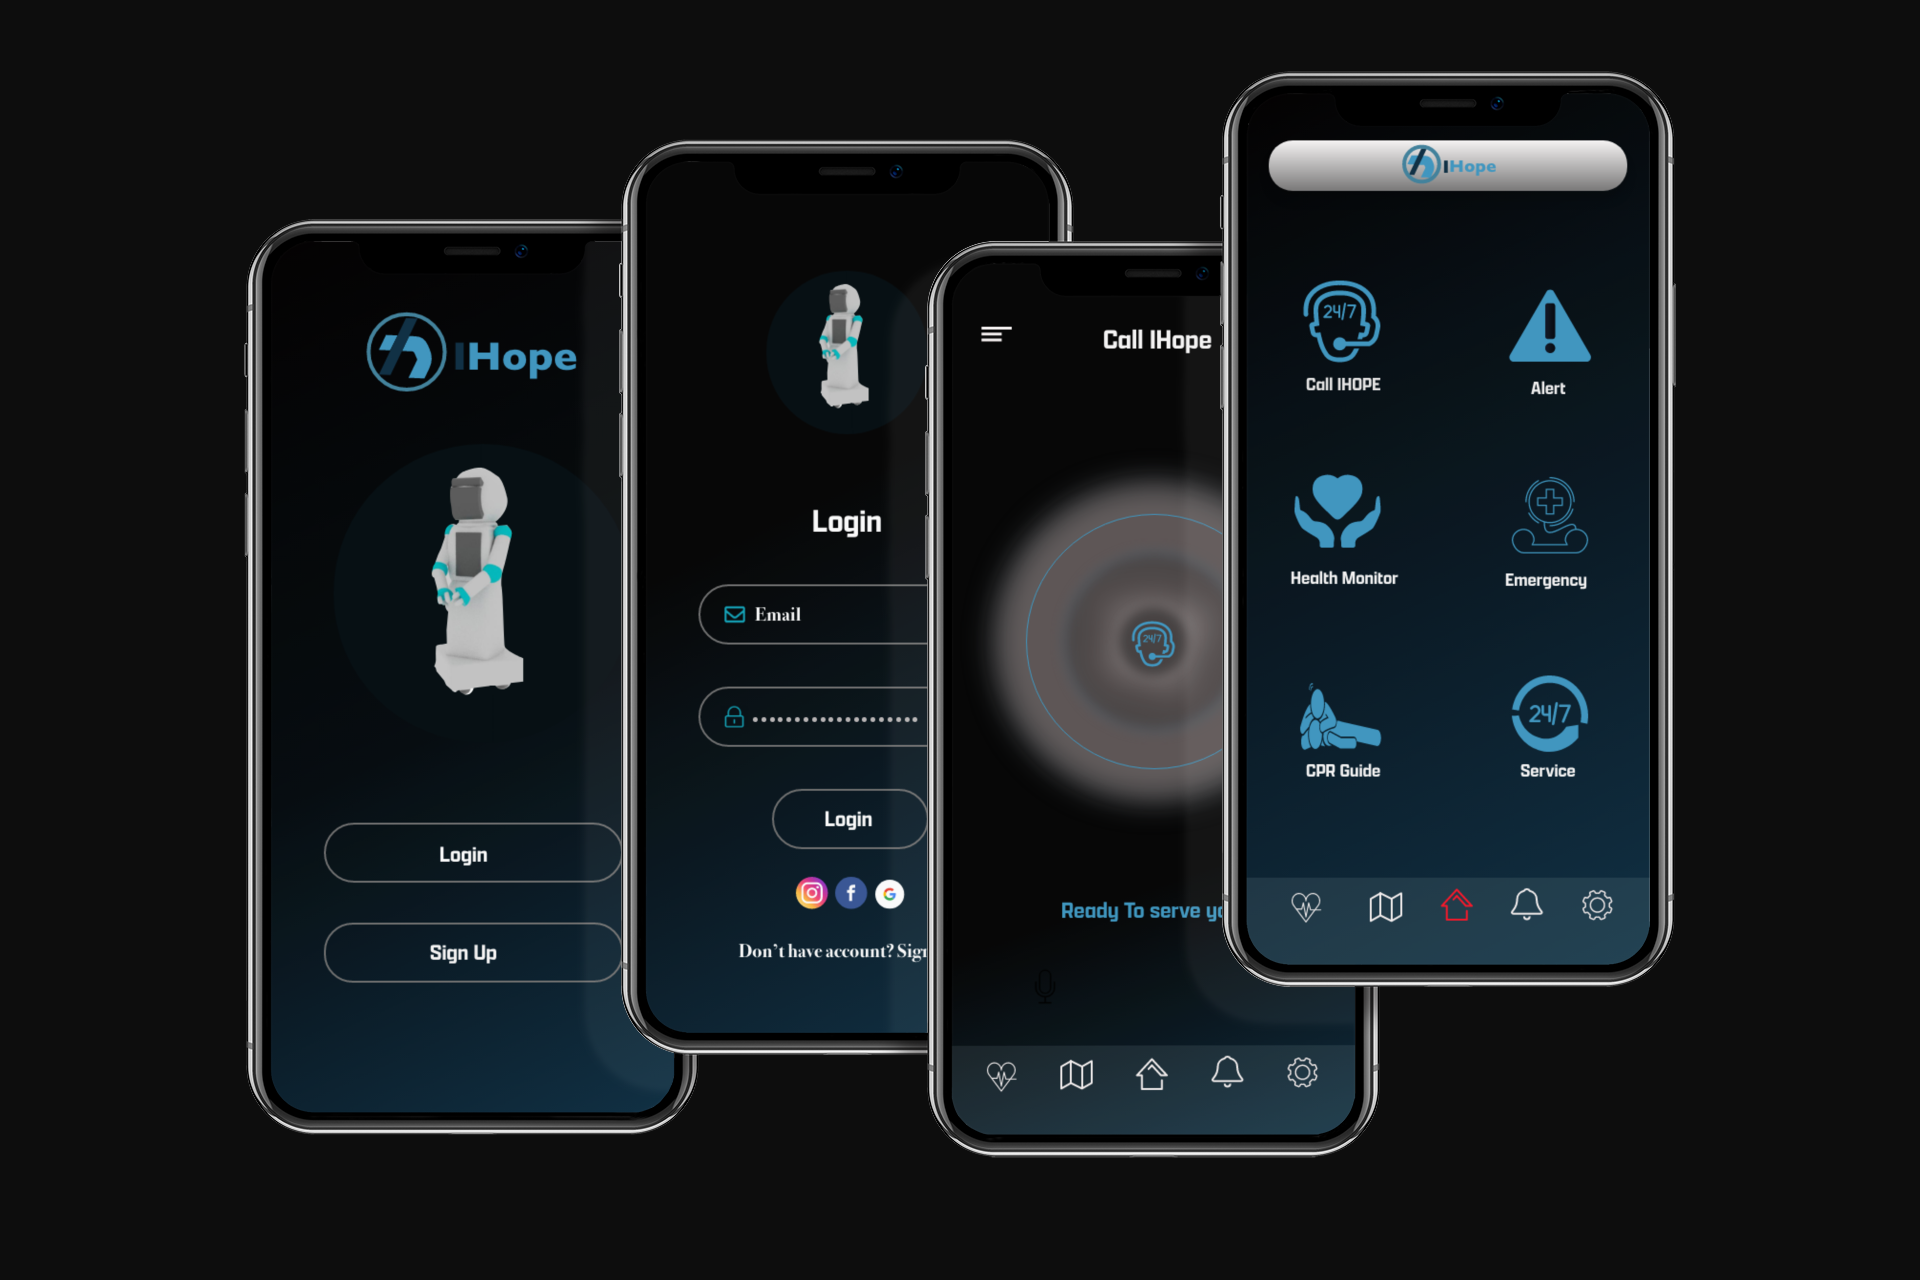 IHope
Login
Sign Up
Login
Email
Login
Don't have account? Sign
Call IHope
24/7
Ready To serve yo
IHope
24/7
Call IHOPE
Alert
Health Monitor
Emergency
CPR Guide
24/7
Service